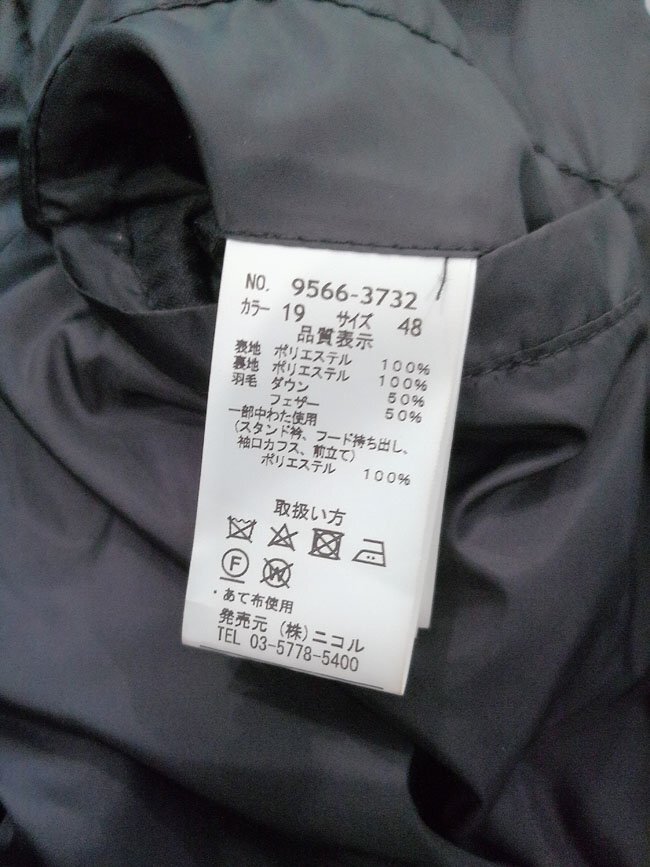 NO. 9566-3732
カラー 19 サイズ 48
品質表示
表地 ポリエステル 100%
裏地 ポリエステル 100%
羽毛 ダウン 50%
フェザー 50%
一部中わた使用
(スタンド衿、フード持ち出し、
袖口カフス、前立て)
ポリエステル 100%
取扱い方
F W
・あて布使用
発売元 (株)ニコル
TEL 03-5778-5400